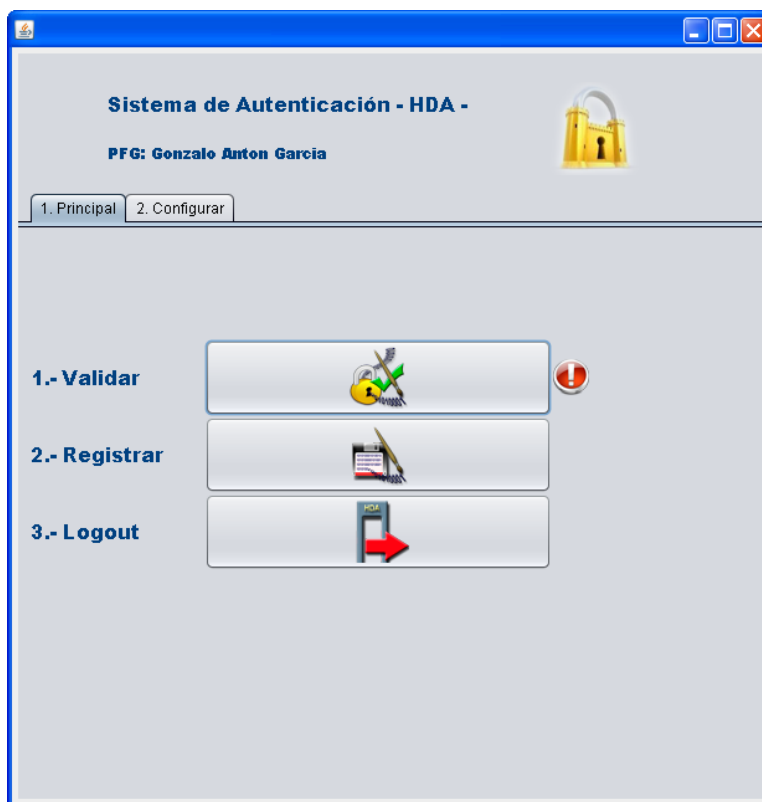 Sistema de Autenticación - HDA -
PFG: Gonzalo Anton Garcia
1. Principal
2. Configurar
1.- Validar
2.- Registrar
3.- Logout
HDA